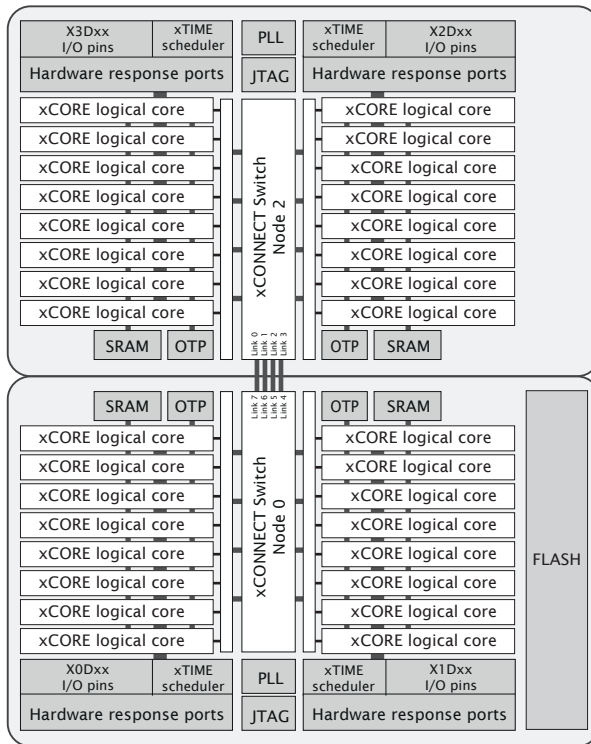 X3Dxx xTIME PLL xTIME X2Dxx
I/O pins scheduler scheduler I/O pins
Hardware response ports JTAG Hardware response ports
xCORE logical core xCORE logical core
xCORE logical core xCORE logical core
xCORE logical core xCORE logical core
xCORE logical core xCORE logical core
xCORE logical core xCORE logical core
xCORE logical core xCORE logical core
xCORE logical core xCORE logical core
xCORE logical core xCORE logical core
xCONNECT Switch
Node 2
Link 0
Link 1
Link 2
Link 3
SRAM OTP OTP SRAM
Link 7
Link 6
Link 5
Link 4
SRAM OTP OTP SRAM
xCORE logical core xCORE logical core
xCORE logical core xCORE logical core
xCORE logical core xCORE logical core
xCORE logical core xCORE logical core
xCORE logical core xCORE logical core
xCORE logical core xCORE logical core
xCORE logical core xCORE logical core
xCORE logical core xCORE logical core
xCONNECT Switch
Node 0
FLASH
X0Dxx xTIME PLL xTIME X1Dxx
I/O pins scheduler scheduler I/O pins
Hardware response ports JTAG Hardware response ports